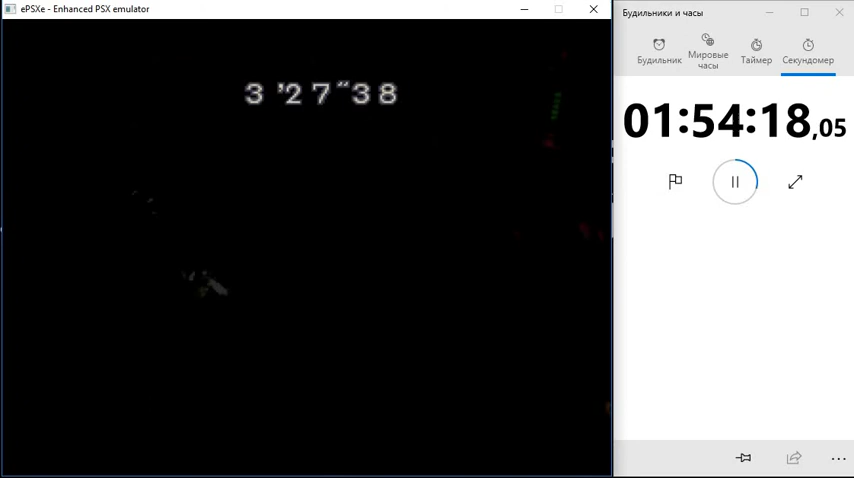 ePSXe - Enhanced PSX emulator
3 '27 "38
Будильники и часы
Будильник
Мировые
часы
Таймер
Секундомер
01:54:18,05